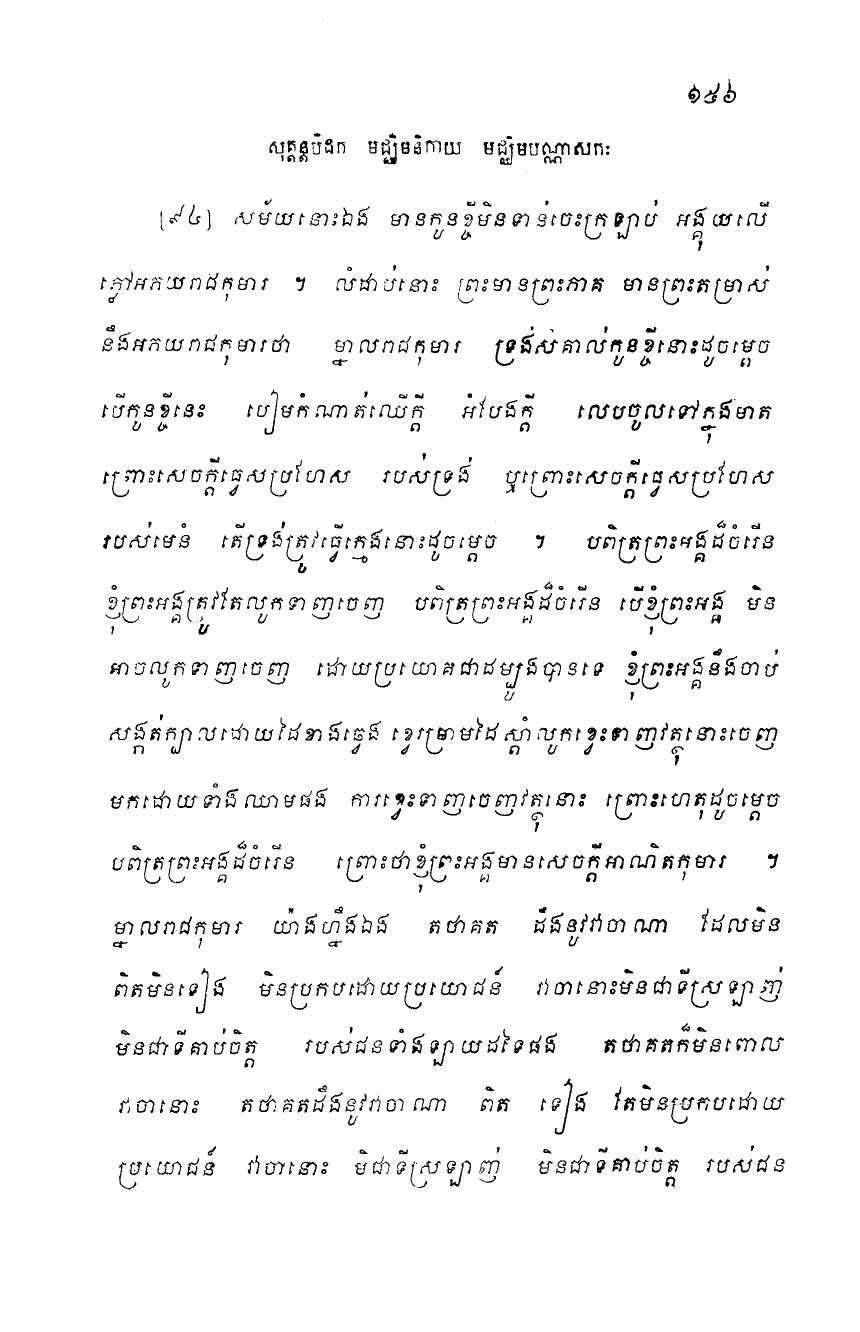 ១៥៦
សុត្តន្តបិដក មជ្ឈិមនិកាយ មជ្ឈិមបណ្ណាសកៈ
[៩៤] សម័យនោះឯង មានកូនខ្ចីមិនទាន់ចេះក្រឡាប់ អង្គុយលើ
ភ្លៅអភយរាជកុមារ ។ លំដាប់នោះ ព្រះមានព្រះភាគ មានព្រះតម្រាស់
នឹងអភយរាជកុមារថា ម្នាលរាជកុមារ ទ្រង់សំគាល់កូនខ្ចីនោះដូចម្តេច
បើកូនខ្ចីនេះ បៀមកំណាត់ឈើក្តី អំបែងក្តី លេបចូលទៅក្នុងមាត់
ព្រោះសេចក្តីធ្វេសប្រហែស របស់ទ្រង់ ឬព្រោះសេចក្តីធ្វេសប្រហែស
របស់មេនំ តើទ្រង់ត្រូវធ្វើក្មេងនោះដូចម្តេច ។ បពិត្រព្រះអង្គដ៏ចំរើន
ខ្ញុំព្រះអង្គត្រូវតែលូកទាញចេញ បពិត្រព្រះអង្គដ៏ចំរើន បើខ្ញុំព្រះអង្គ មិន
អាចលូកទាញចេញ ដោយប្រយោគជាដម្បូងបានទេ ខ្ញុំព្រះអង្គនឹងចាប់
សង្កត់ក្បាលដោយដៃខាងឆ្វេង ខ្វេវម្រាមដៃស្តាំលូកខ្វេះទាញវត្ថុនោះចេញ
មកដោយទាំងឈាមផង ការខ្វេះទាញចេញវត្ថុនោះ ព្រោះហេតុដូចម្តេច
បពិត្រព្រះអង្គដ៏ចំរើន ព្រោះថាខ្ញុំព្រះអង្គមានសេចក្តីអាណិតកុមារ ។
ម្នាលរាជកុមារ យ៉ាងហ្នឹងឯង តថាគត ដឹងនូវវាចាណា ដែលមិន
ពិតមិនទៀង មិនប្រកបដោយប្រយោជន៍ វាចានោះមិនជាទីស្រឡាញ់
មិនជាទីគាប់ចិត្ត របស់ជនទាំងឡាយដទៃផង តថាគតក៏មិនពោល
វាចានោះ តថាគតដឹងនូវវាចាណា ពិត ទៀង តែមិនប្រកបដោយ
ប្រយោជន៍ វាចានោះ មិជាទីស្រឡាញ់ មិនជាទីគាប់ចិត្ត របស់ជន